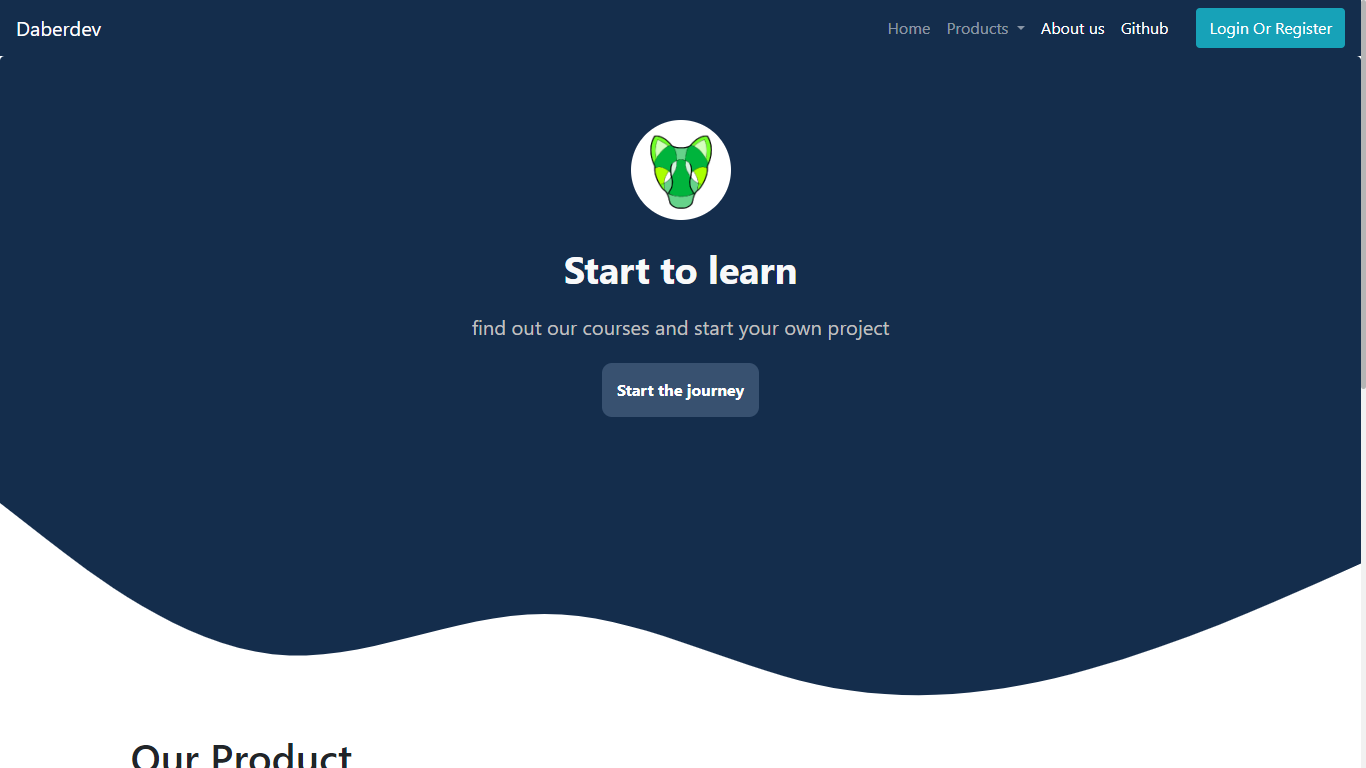 Daberdev
Home Products About us Github Login Or Register
Start to learn
find out our courses and start your own project
Start the journey
Our Product